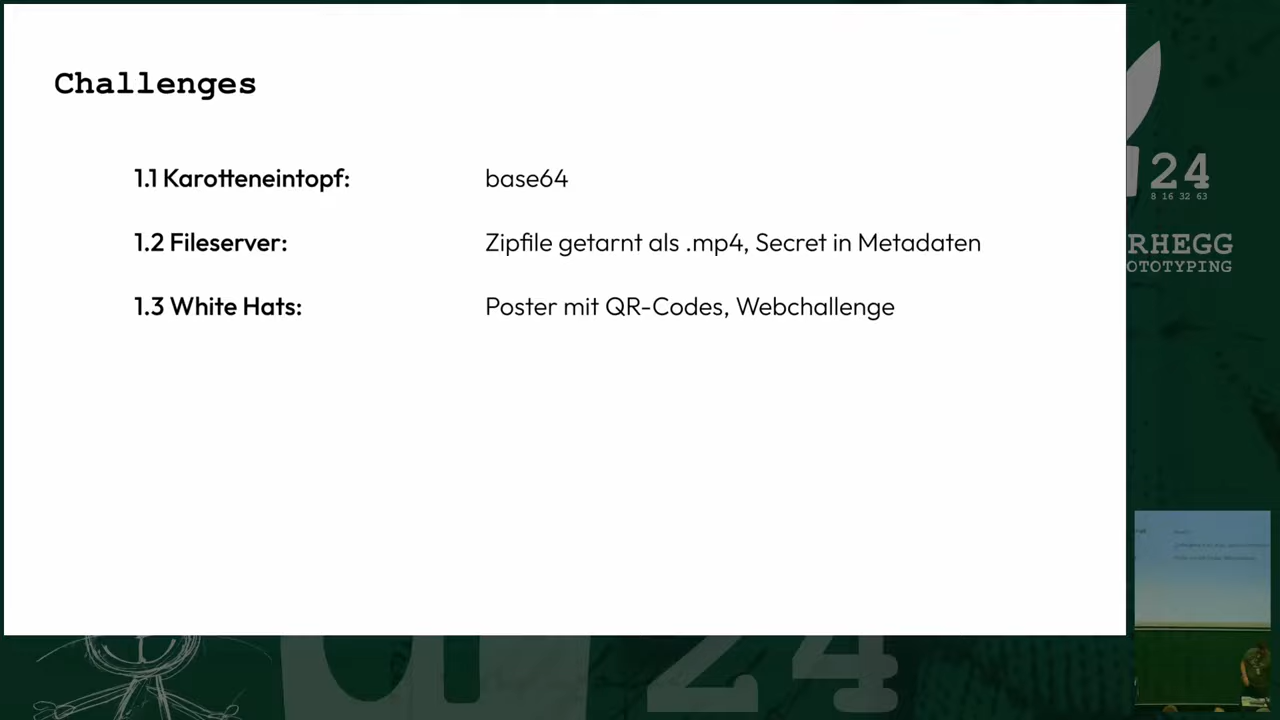 Challenges
1.1 Karotteneintopf: base64
1.2 Fileserver: Zipfile getarnt als .mp4, Secret in Metadaten
1.3 White Hats: Poster mit QR-Codes, Webchallenge
24
8 16 32 63
RHEGG
OTOTYPING
24